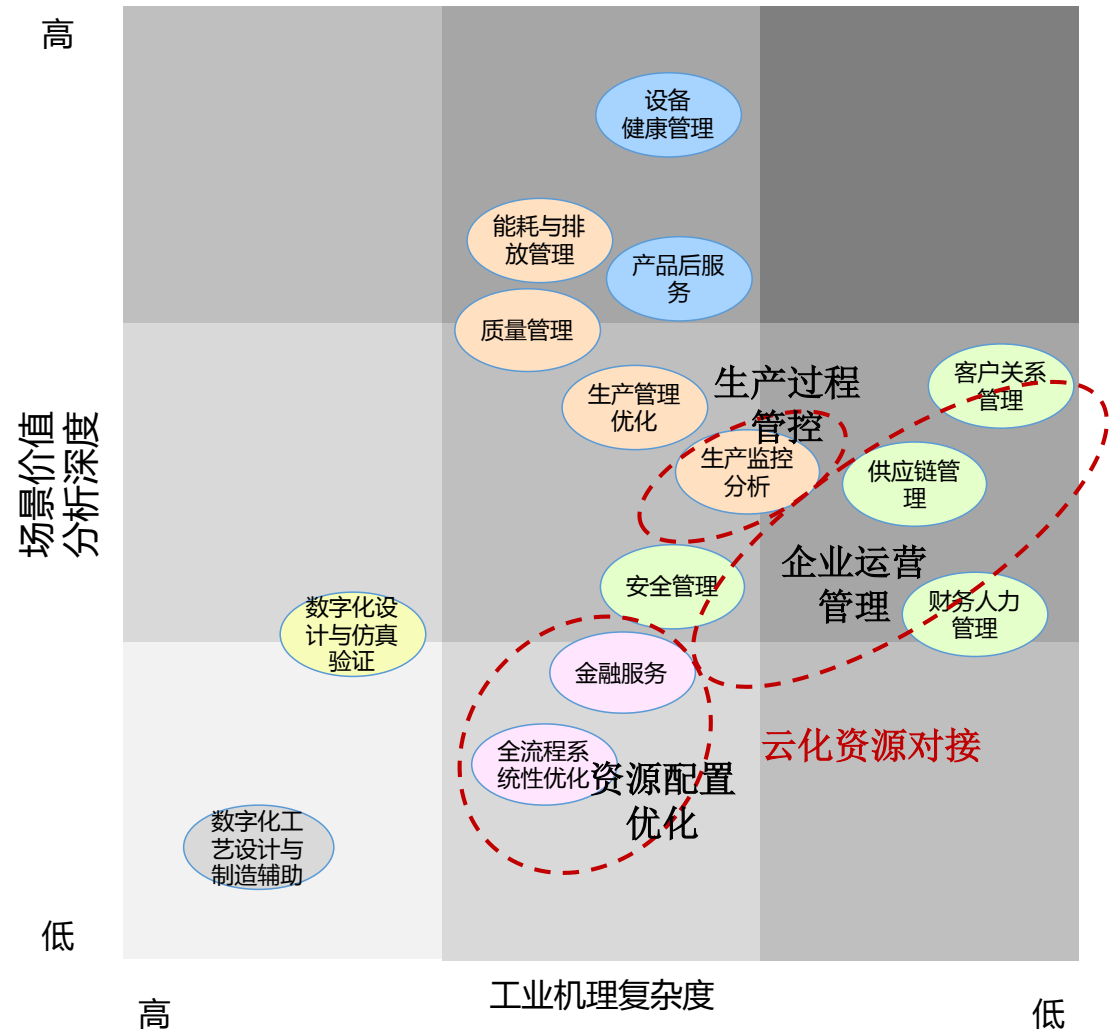 高
设备
健康管理
能耗与排
放管理
产品后服
务
质量管理
生产管理
优化
生产过程
管控
客户关系
管理
生产监控
分析
供应链管
理
场景价值
分析深度
企业运营
管理
安全管理
财务人力
管理
数字化设
计与仿真
验证
金融服务
云化资源对接
全流程系
统性优化
资源配置
优化
数字化工
艺设计与
制造辅助
低
工业机理复杂度
高
低